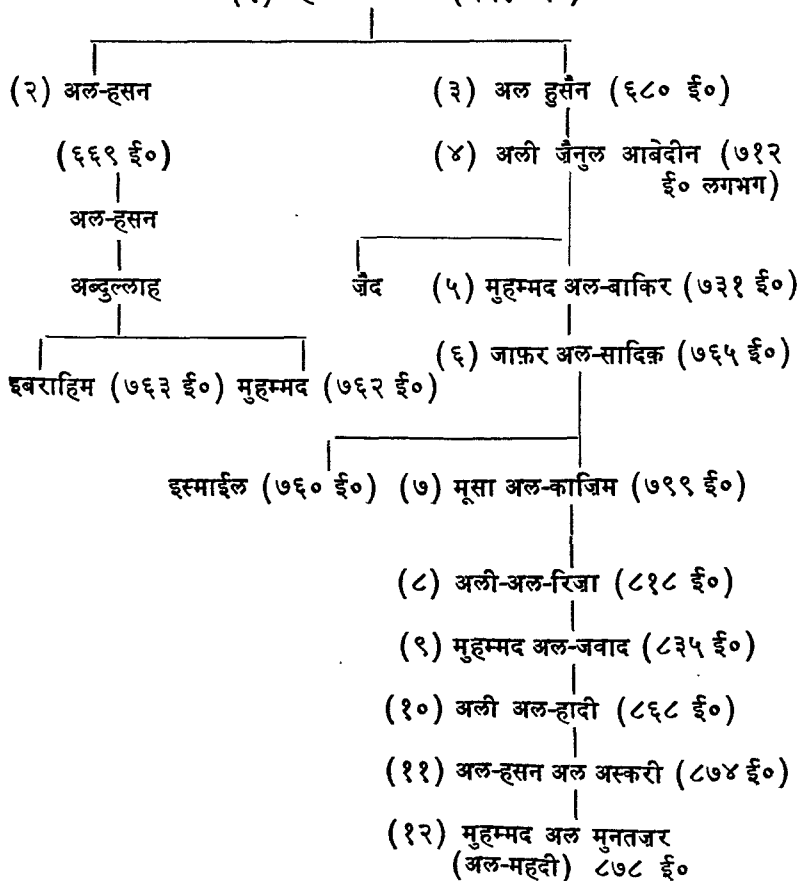 (२) अल-हसन (३) अल हुसैन (६८० ई०)
(६६९ ई०) (४) अली जैनुल आबेदीन (७१२
ई० लगभग)
अल-हसन
अब्दुल्लाह ज़ैद (५) मुहम्मद अल-बाकिर (७३१ ई०)
(६) जाफ़र अल-सादिक़ (७६५ ई०)
इबराहिम (७६३ ई०) मुहम्मद (७६२ ई०)
इस्माईल (७६० ई०) (७) मूसा अल-काज़िम (७९९ ई०)
(८) अली-अल-रिज़ा (८१८ ई०)
(९) मुहम्मद अल-जवाद (८३५ ई०)
(१०) अली अल-हादी (८६८ ई०)
(११) अल-हसन अल अस्करी (८७४ ई०)
(१२) मुहम्मद अल मुनतज़र
(अल-महदी) ८७८ ई०